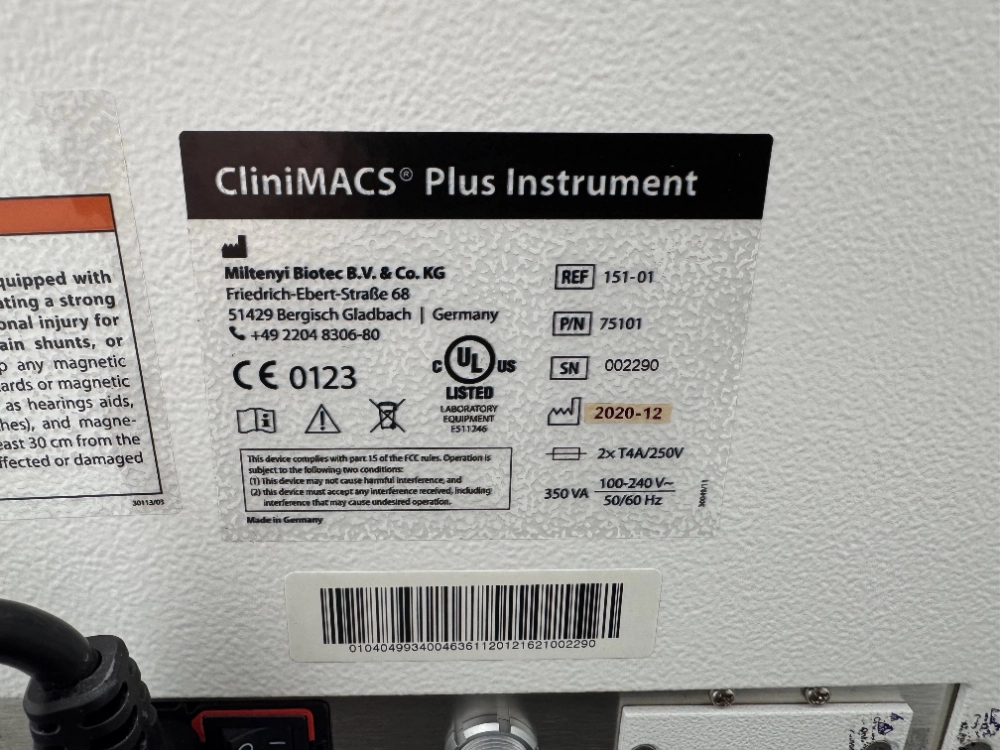 CliniMACS® Plus Instrument
Miltenyi Biotec B.V. & Co. KG
Friedrich-Ebert-Straße 68
51429 Bergisch Gladbach | Germany
+49 2204 8306-80
CE 0123
C UL US
LISTED
LABORATORY
EQUIPMENT
E511246
This device complies with part 15 of the FCC rules. Operation is
subject to the following two conditions:
(1) This device may not cause harmful interference, and
(2) this device must accept any interference received, including
interference that may cause undesired operation.
Made in Germany
REF 151-01
P/N 75101
SN 002290
2020-12
2x T4A/250V
350 VA 100-240 V~
50/60 Hz
quipped with
ating a strong
onal injury for
ain shunts, or
p any magnetic
ards or magnetic
as hearings aids,
hes), and magne-
east 30 cm from the
ffected or damaged
30113/03
01040499340046361120121621002290